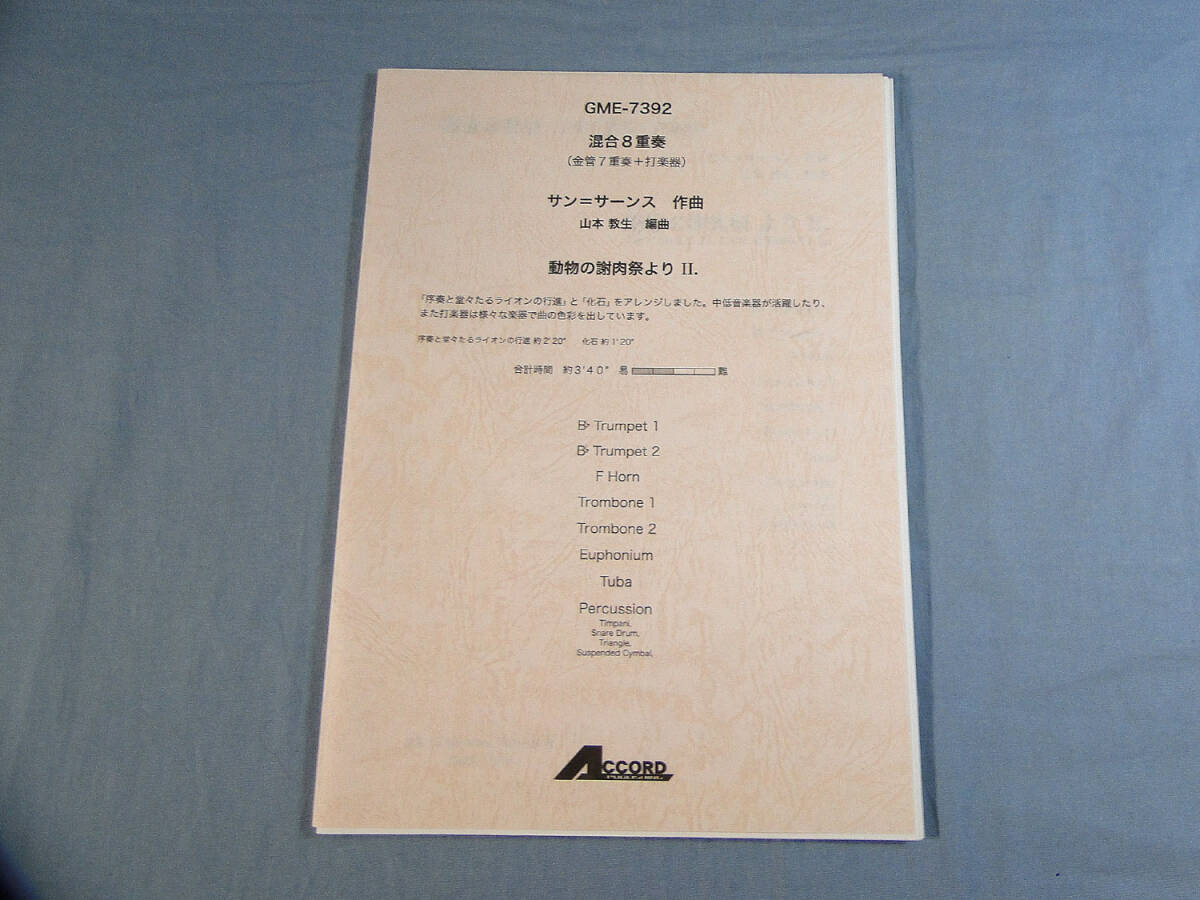 GME-7392
混合８重奏
（金管７重奏＋打楽器）
サン＝サーンス　作曲
山本 教生　編曲
動物の謝肉祭より II.
「序奏と堂々たるライオンの行進」と「化石」をアレンジしました。中低音楽器が活躍したり、
また打楽器は様々な楽器で曲の色彩を出しています。
序奏と堂々たるライオンの行進 約２’２０”　化石 約１’２０”
合計時間　約３’４０”　易 難
B♭ Trumpet 1
B♭ Trumpet 2
F Horn
Trombone 1
Trombone 2
Euphonium
Tuba
Percussion
Timpani,
Snare Drum,
Triangle,
Suspended Cymbal,
ACCORD